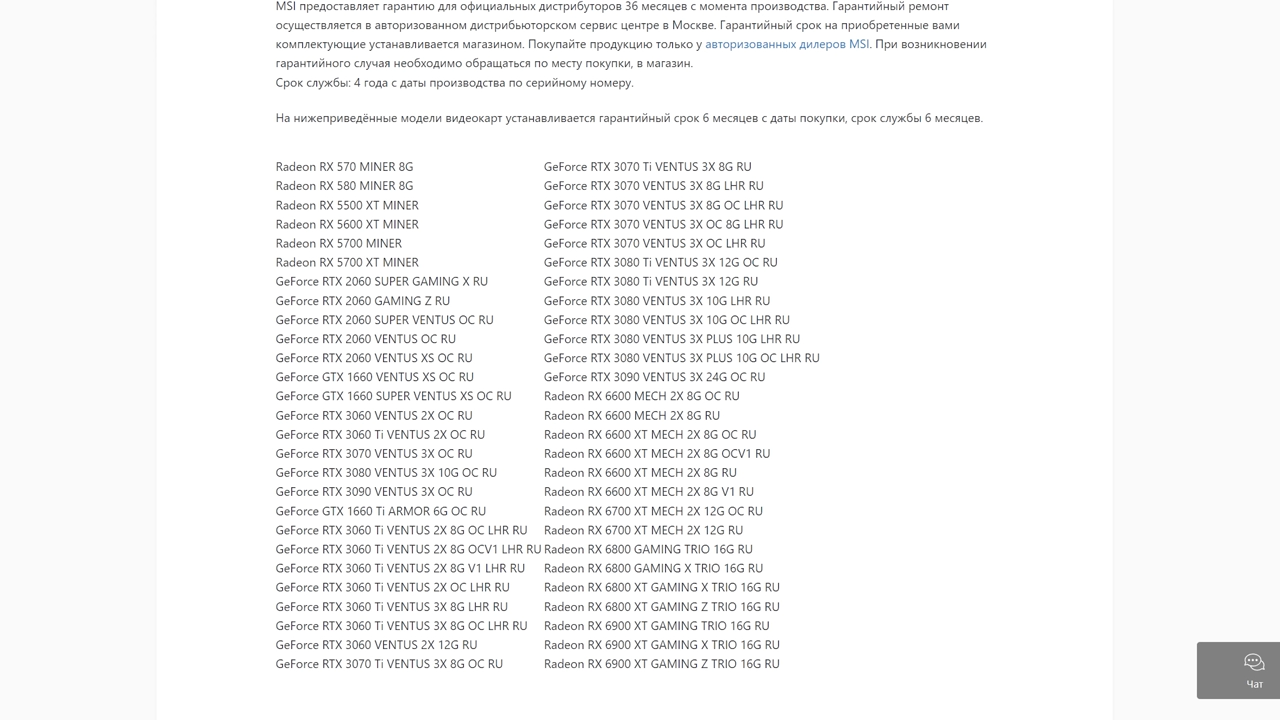 MSI предоставляет гарантию для официальных дистрибуторов 36 месяцев с момента производства. Гарантийный ремонт
осуществляется в авторизованном дистрибьюторском сервис центре в Москве. Гарантийный срок на приобретенные вами
комплектующие устанавливается магазином. Покупайте продукцию только у авторизованных дилеров MSI. При возникновении
гарантийного случая необходимо обращаться по месту покупки, в магазин.
Срок службы: 4 года с даты производства по серийному номеру.
На нижеприведённые модели видеокарт устанавливается гарантийный срок 6 месяцев с даты покупки, срок службы 6 месяцев.
Radeon RX 570 MINER 8G
Radeon RX 580 MINER 8G
Radeon RX 5500 XT MINER
Radeon RX 5600 XT MINER
Radeon RX 5700 MINER
Radeon RX 5700 XT MINER
GeForce RTX 2060 SUPER GAMING X RU
GeForce RTX 2060 GAMING Z RU
GeForce RTX 2060 SUPER VENTUS OC RU
GeForce RTX 2060 VENTUS OC RU
GeForce RTX 2060 VENTUS XS OC RU
GeForce GTX 1660 VENTUS XS OC RU
GeForce GTX 1660 SUPER VENTUS XS OC RU
GeForce RTX 3060 VENTUS 2X OC RU
GeForce RTX 3060 Ti VENTUS 2X OC RU
GeForce RTX 3070 VENTUS 3X OC RU
GeForce RTX 3080 VENTUS 3X 10G OC RU
GeForce RTX 3090 VENTUS 3X OC RU
GeForce GTX 1660 Ti ARMOR 6G OC RU
GeForce RTX 3060 Ti VENTUS 2X 8G OC LHR RU
GeForce RTX 3060 Ti VENTUS 2X 8G OCV1 LHR RU
GeForce RTX 3060 Ti VENTUS 2X 8G V1 LHR RU
GeForce RTX 3060 Ti VENTUS 2X OC LHR RU
GeForce RTX 3060 Ti VENTUS 3X 8G LHR RU
GeForce RTX 3060 Ti VENTUS 3X 8G OC LHR RU
GeForce RTX 3060 VENTUS 2X 12G RU
GeForce RTX 3070 Ti VENTUS 3X 8G OC RU
GeForce RTX 3070 Ti VENTUS 3X 8G RU
GeForce RTX 3070 VENTUS 3X 8G LHR RU
GeForce RTX 3070 VENTUS 3X 8G OC LHR RU
GeForce RTX 3070 VENTUS 3X OC 8G LHR RU
GeForce RTX 3070 VENTUS 3X OC LHR RU
GeForce RTX 3080 Ti VENTUS 3X 12G OC RU
GeForce RTX 3080 Ti VENTUS 3X 12G RU
GeForce RTX 3080 VENTUS 3X 10G LHR RU
GeForce RTX 3080 VENTUS 3X 10G OC LHR RU
GeForce RTX 3080 VENTUS 3X PLUS 10G LHR RU
GeForce RTX 3080 VENTUS 3X PLUS 10G OC LHR RU
GeForce RTX 3090 VENTUS 3X 24G OC RU
Radeon RX 6600 MECH 2X 8G OC RU
Radeon RX 6600 MECH 2X 8G RU
Radeon RX 6600 XT MECH 2X 8G OC RU
Radeon RX 6600 XT MECH 2X 8G OCV1 RU
Radeon RX 6600 XT MECH 2X 8G RU
Radeon RX 6600 XT MECH 2X 8G V1 RU
Radeon RX 6700 XT MECH 2X 12G OC RU
Radeon RX 6700 XT MECH 2X 12G RU
Radeon RX 6800 GAMING TRIO 16G RU
Radeon RX 6800 GAMING X TRIO 16G RU
Radeon RX 6800 XT GAMING X TRIO 16G RU
Radeon RX 6800 XT GAMING Z TRIO 16G RU
Radeon RX 6900 XT GAMING TRIO 16G RU
Radeon RX 6900 XT GAMING X TRIO 16G RU
Radeon RX 6900 XT GAMING Z TRIO 16G RU
Чат